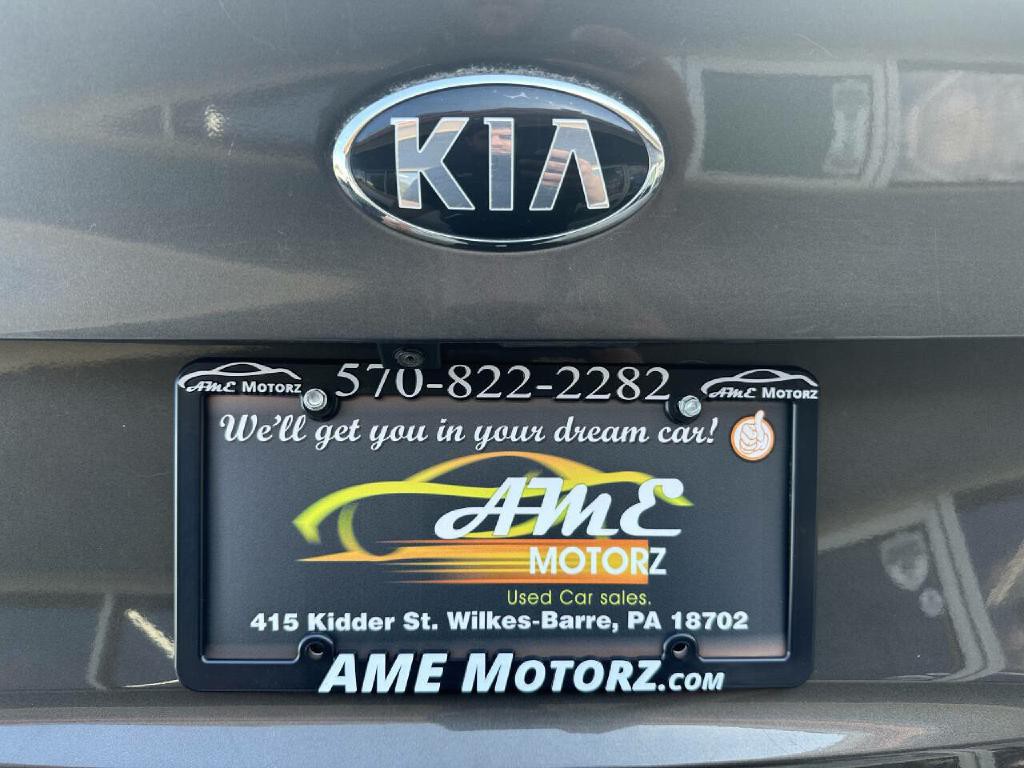 KIA
570-822-2282
AME MOTORZ
AME MOTORZ
We'll get you in your dream car!
AME
MOTORZ
Used Car sales.
415 Kidder St. Wilkes-Barre, PA 18702
AME MOTORZ.COM